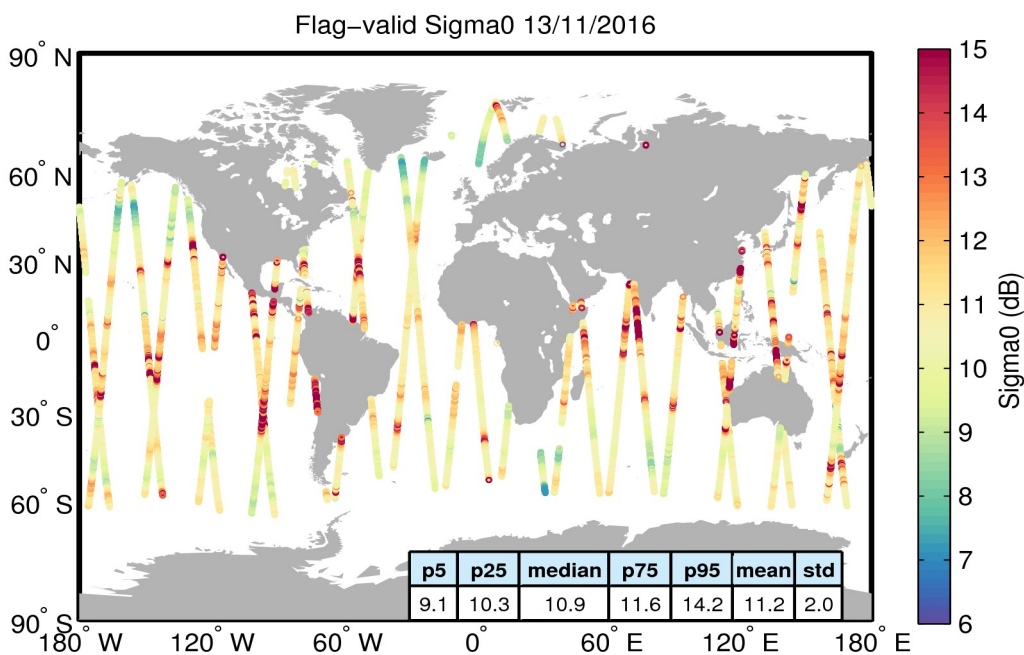 Flag−valid Sigma0 13/11/2016
90° N
60° N
30° N
0°
30° S
60° S
90° S
180° W
120° W
60° W
0°
60° E
120° E
180° E
p5 p25 median p75 p95 mean std
9.1 10.3 10.9 11.6 14.2 11.2 2.0
15
14
13
12
11
10
9
8
7
6
Sigma0 (dB)